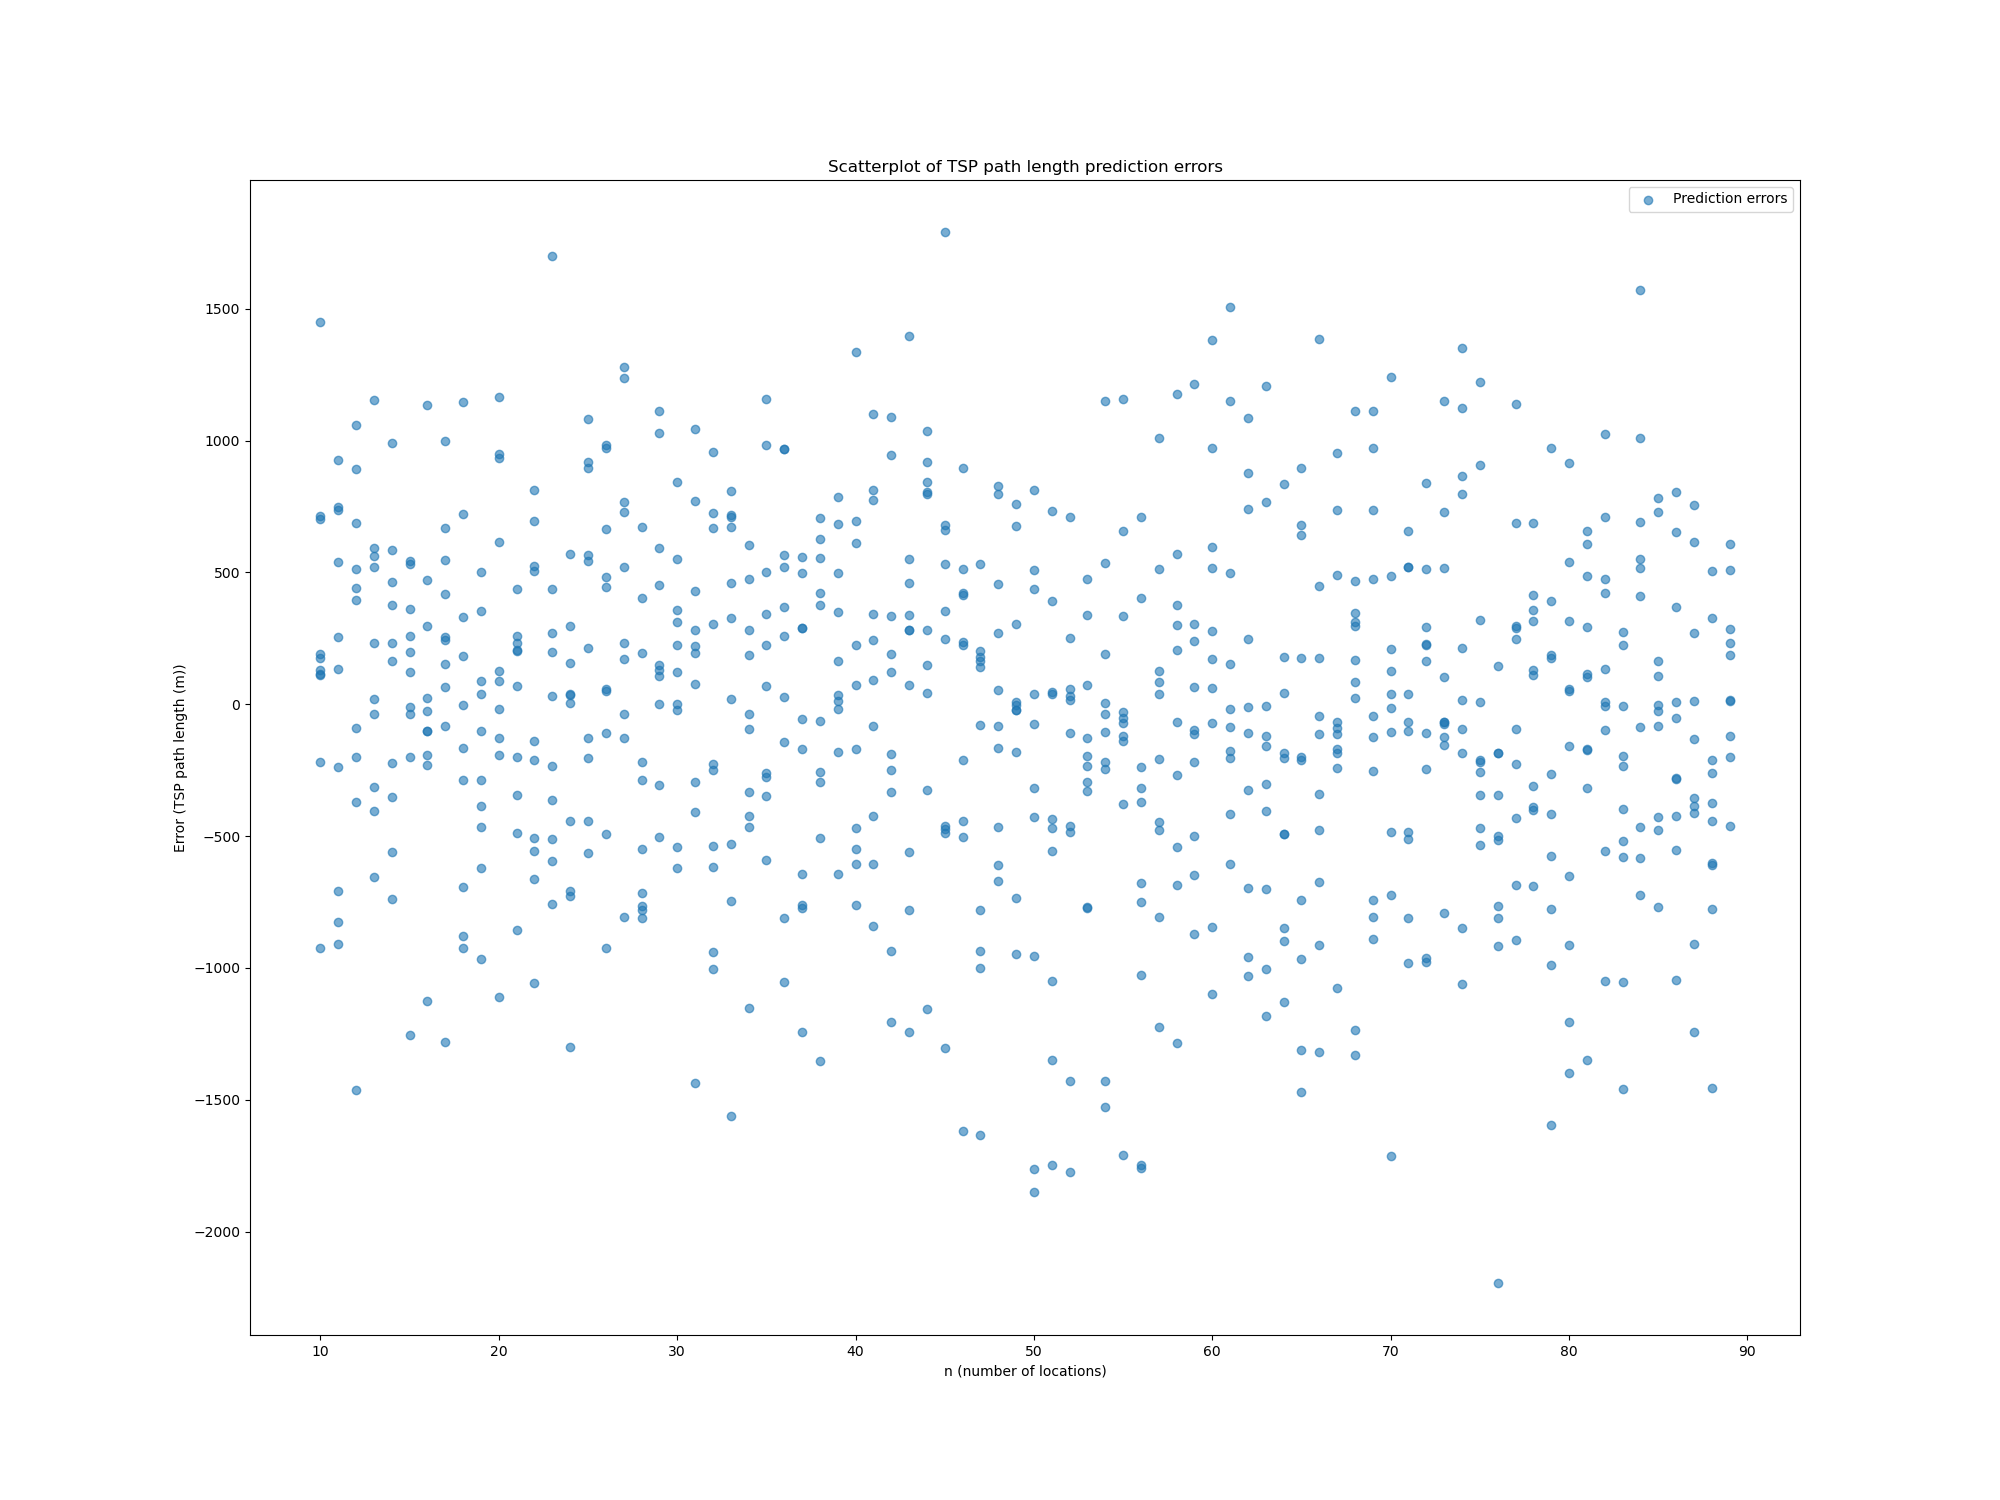 Scatterplot of TSP path length prediction errors
Prediction errors
1500
1000
500
0
−500
−1000
−1500
−2000
Error (TSP path length (m))
10 20 30 40 50 60 70 80 90
n (number of locations)